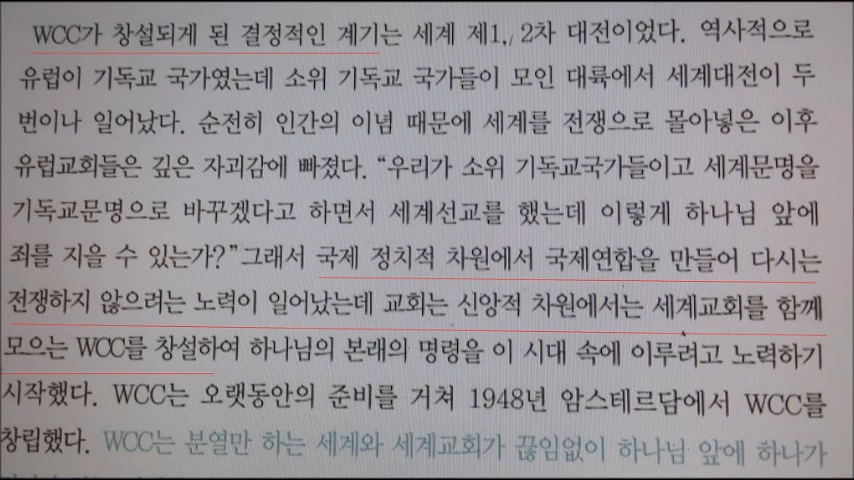 WCC가 창설되게 된 결정적인 계기는 세계 제1, 2차 대전이었다. 역사적으로
유럽이 기독교 국가였는데 소위 기독교 국가들이 모인 대륙에서 세계대전이 두
번이나 일어났다. 순전히 인간의 이념 때문에 세계를 전쟁으로 몰아넣은 이후
유럽교회들은 깊은 자괴감에 빠졌다. “우리가 소위 기독교국가들이고 세계문명을
기독교문명으로 바꾸겠다고 하면서 세계선교를 했는데 이렇게 하나님 앞에
죄를 지을 수 있는가?”그래서 국제 정치적 차원에서 국제연합을 만들어 다시는
전쟁하지 않으려는 노력이 일어났는데 교회는 신앙적 차원에서는 세계교회를 함께
모으는 WCC를 창설하여 하나님의 본래의 명령을 이 시대 속에 이루려고 노력하기
시작했다. WCC는 오랫동안의 준비를 거쳐 1948년 암스테르담에서 WCC를
창립했다. WCC는 분열만 하는 세계와 세계교회가 끊임없이 하나님 앞에 하나가